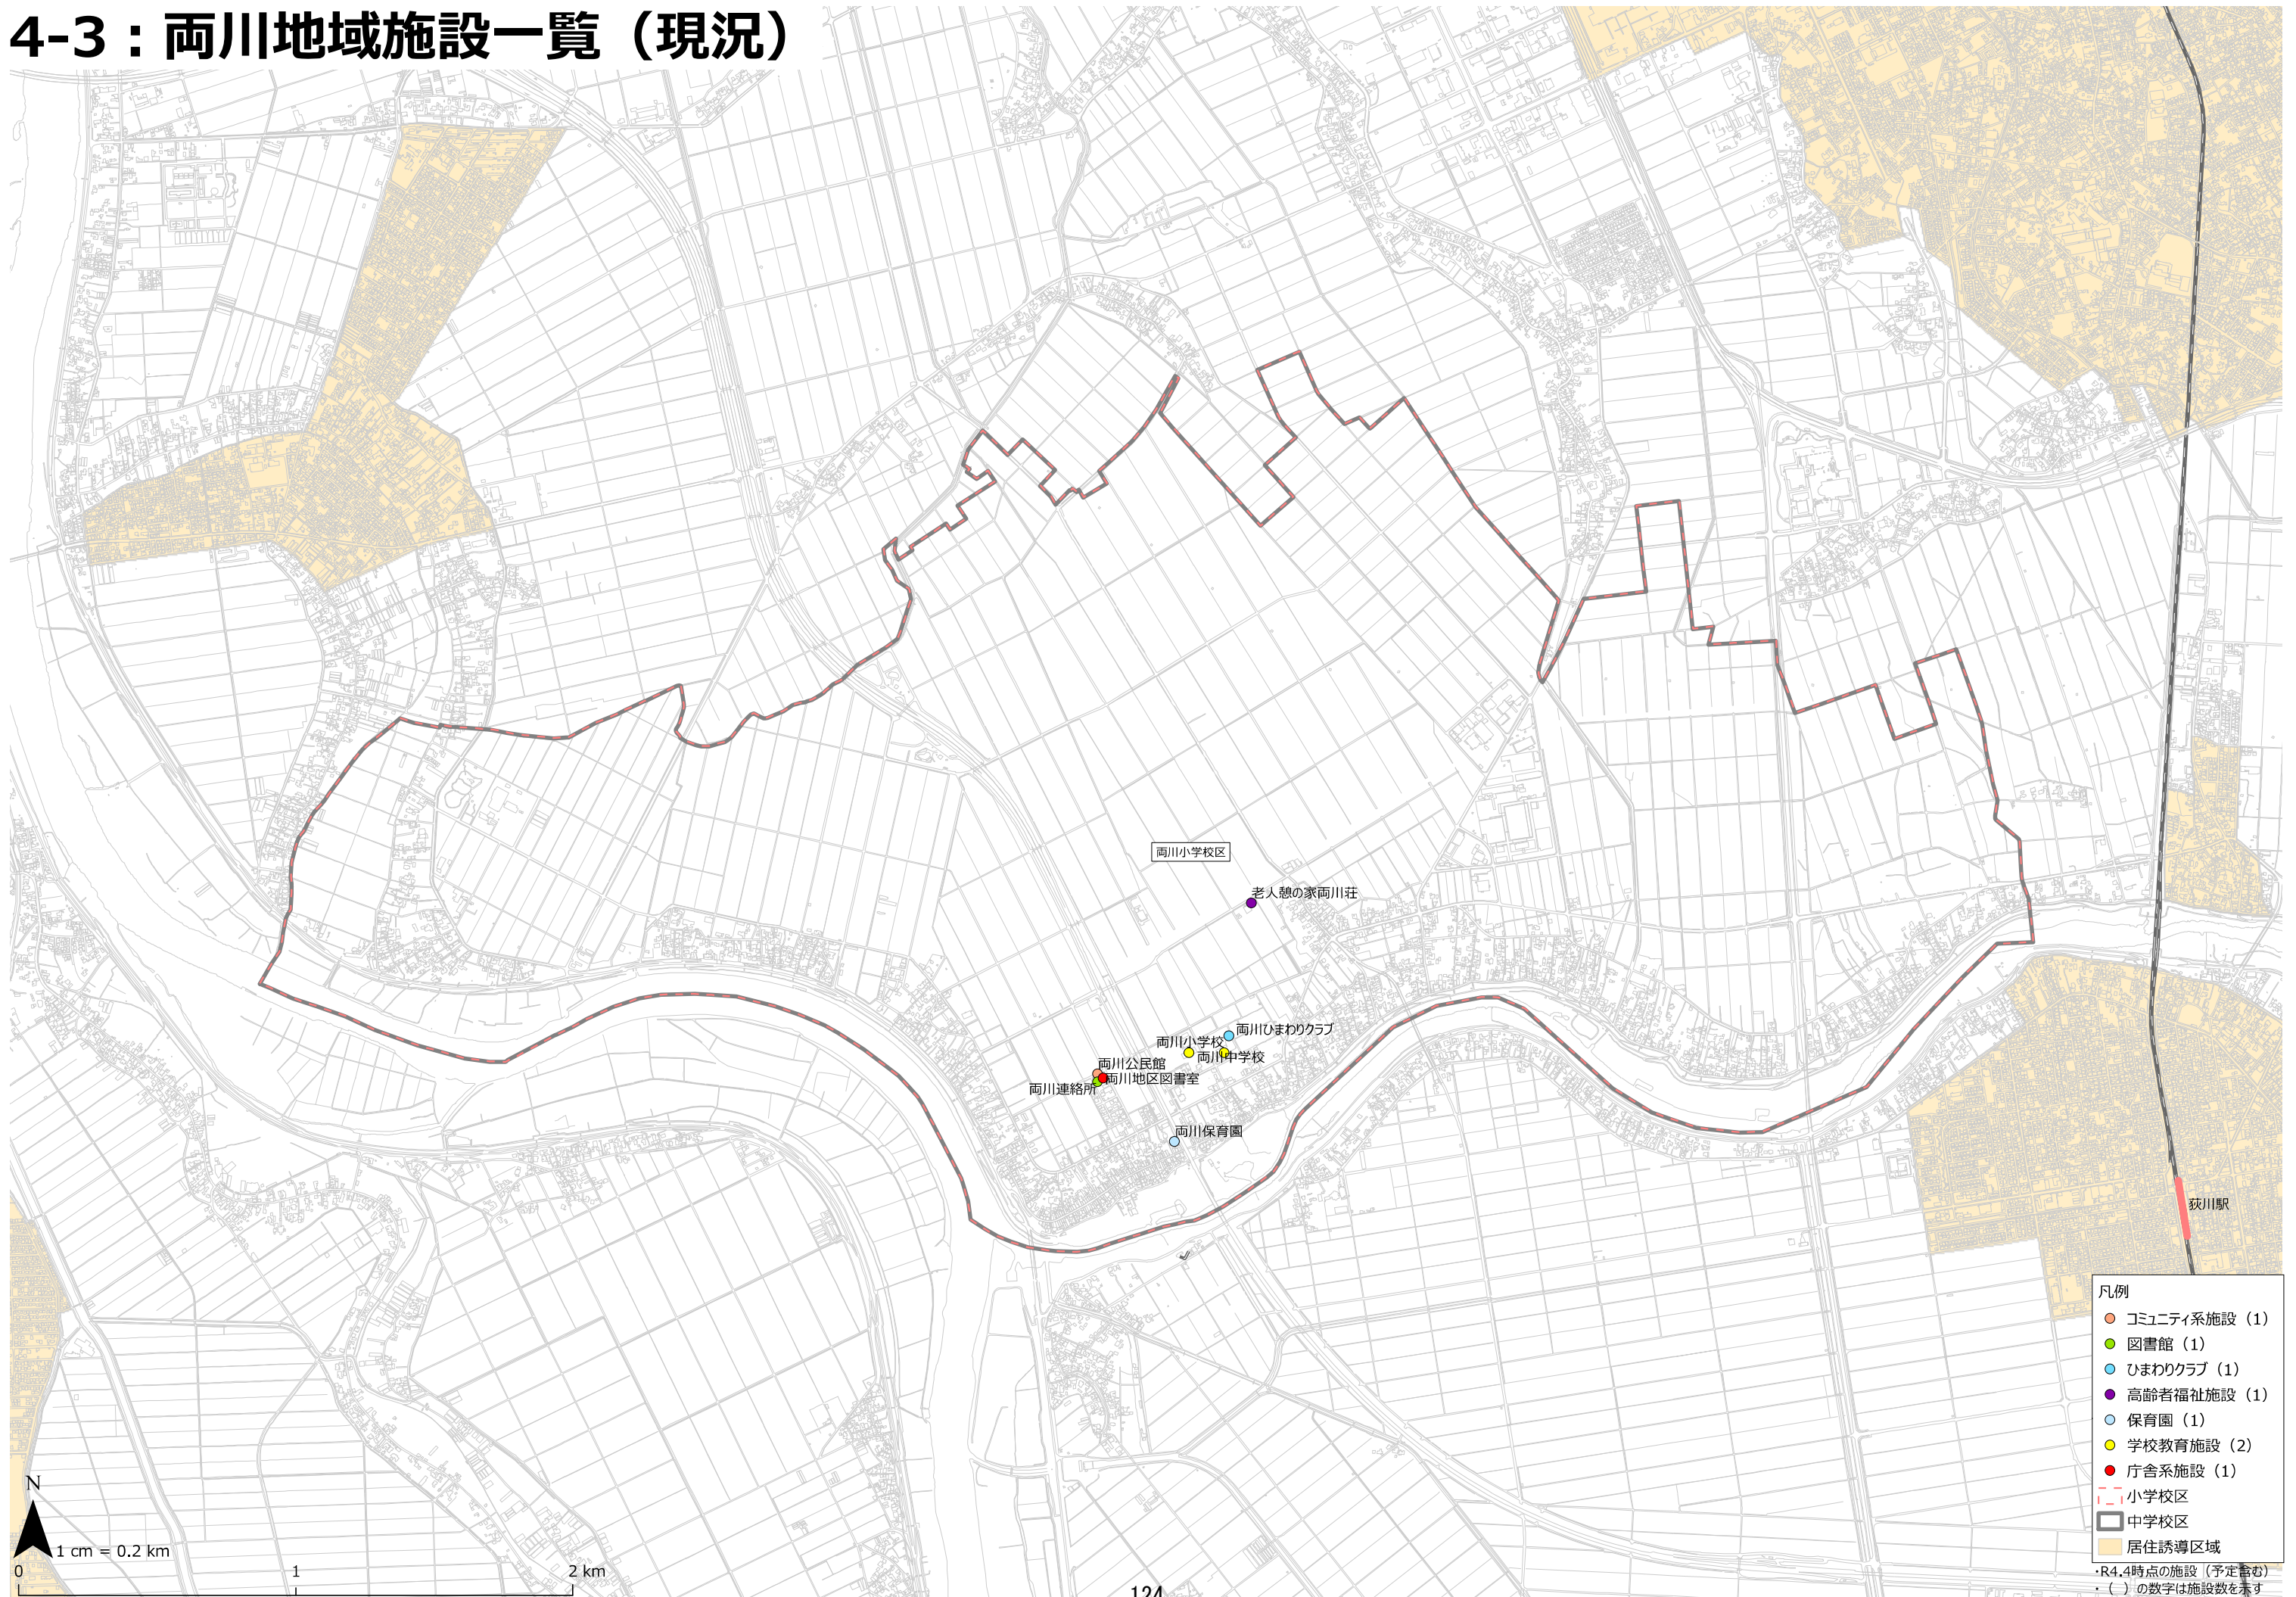 4-3：両川地域施設一覧（現況）
両川小学校区
老人憩の家両川荘
両川ひまわりクラブ
両川小学校
両川中学校
両川公民館
両川地区図書室
両川連絡所
両川保育園
荻川駅
凡例
コミュニティ系施設（1）
図書館（1）
ひまわりクラブ（1）
高齢者福祉施設（1）
保育園（1）
学校教育施設（2）
庁舎系施設（1）
小学校区
中学校区
居住誘導区域
・R4.4時点の施設（予定含む）
・（　）の数字は施設数を示す
N
1 cm = 0.2 km
0 1 2 km
124